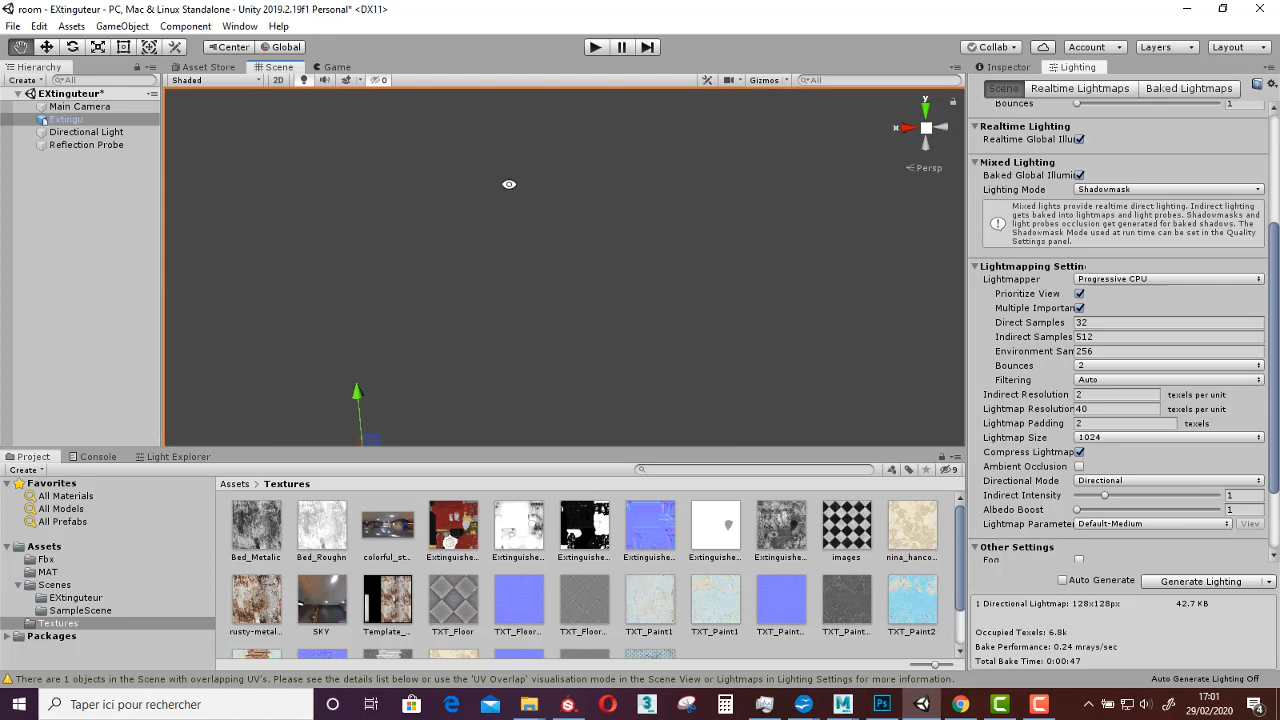 room - EXtinguteur - PC, Mac & Linux Standalone - Unity 2019.2.19f1 Personal* <DX11>
File Edit Assets GameObject Component Window Help
Center Global Collab Account Layers Layout
Hierarchy Asset Store Scene Game Inspector Lighting
Create All Shaded 2D 0 Gizmos All Scene Realtime Lightmaps Baked Lightmaps
EXtinguteur*
Main Camera
Extingu
Directional Light
Reflection Probe
y
x
Persp
Bounces 1
Realtime Lighting
Realtime Global Illu
Mixed Lighting
Baked Global Illumi
Lighting Mode Shadowmask
Mixed lights provide realtime direct lighting. Indirect lighting
gets baked into lightmaps and light probes. Shadowmasks and
light probes occlusion get generated for baked shadows. The
Shadowmask Mode used at run time can be set in the Quality
Settings panel.
Lightmapping Settin
Lightmapper Progressive CPU
Prioritize View
Multiple Importan
Direct Samples 32
Indirect Samples 512
Environment Sam 256
Bounces 2
Filtering Auto
Indirect Resolution 2 texels per unit
Lightmap Resolution 40 texels per unit
Lightmap Padding 2 texels
Lightmap Size 1024
Compress Lightmap
Ambient Occlusion
Directional Mode Directional
Indirect Intensity 1
Albedo Boost 1
Lightmap Paramete Default-Medium View
Other Settings
Fog
Auto Generate Generate Lighting
1 Directional Lightmap: 128x128px 42.7 KB
Occupied Texels: 6.8k
Bake Performance: 0.24 mrays/sec
Total Bake Time: 0:00:47
Auto Generate Lighting Off
Project Console Light Explorer
Create 9
Favorites
All Materials
All Models
All Prefabs
Assets
Fbx
MAT
Scenes
EXtinguteur
SampleScene
Textures
Packages
Assets > Textures
Bed_Metalic Bed_Roughn colorful_st... Extinguishe... Extinguishe... Extinguishe... Extinguishe... Extinguishe... Extinguishe... images nina_hanco...
rusty-metal... SKY Template_... TXT_Floor TXT_Floor... TXT_Floor... TXT_Paint1 TXT_Paint1 TXT_Paint... TXT_Paint... TXT_Paint2
There are 1 objects in the Scene with overlapping UV's. Please see the details list below or use the 'UV Overlap' visualisation mode in the Scene View or Lightmaps in Lighting Settings for more information.
Taper ici pour rechercher
17:01
29/02/2020